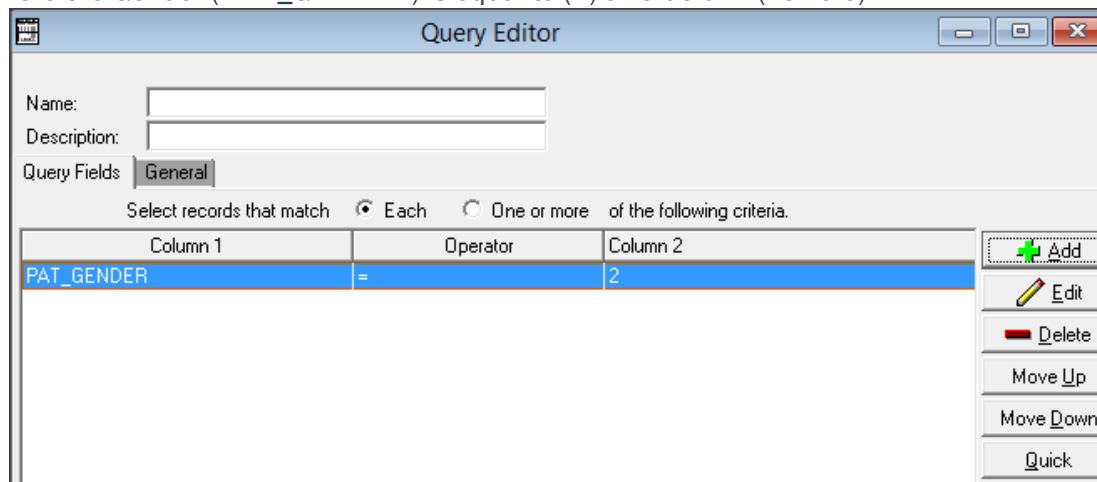 Query Editor
Name:
Description:
Query Fields General
Select records that match Each One or more of the following criteria.
Column 1 Operator Column 2
PAT_GENDER = 2
Add
Edit
Delete
Move Up
Move Down
Quick